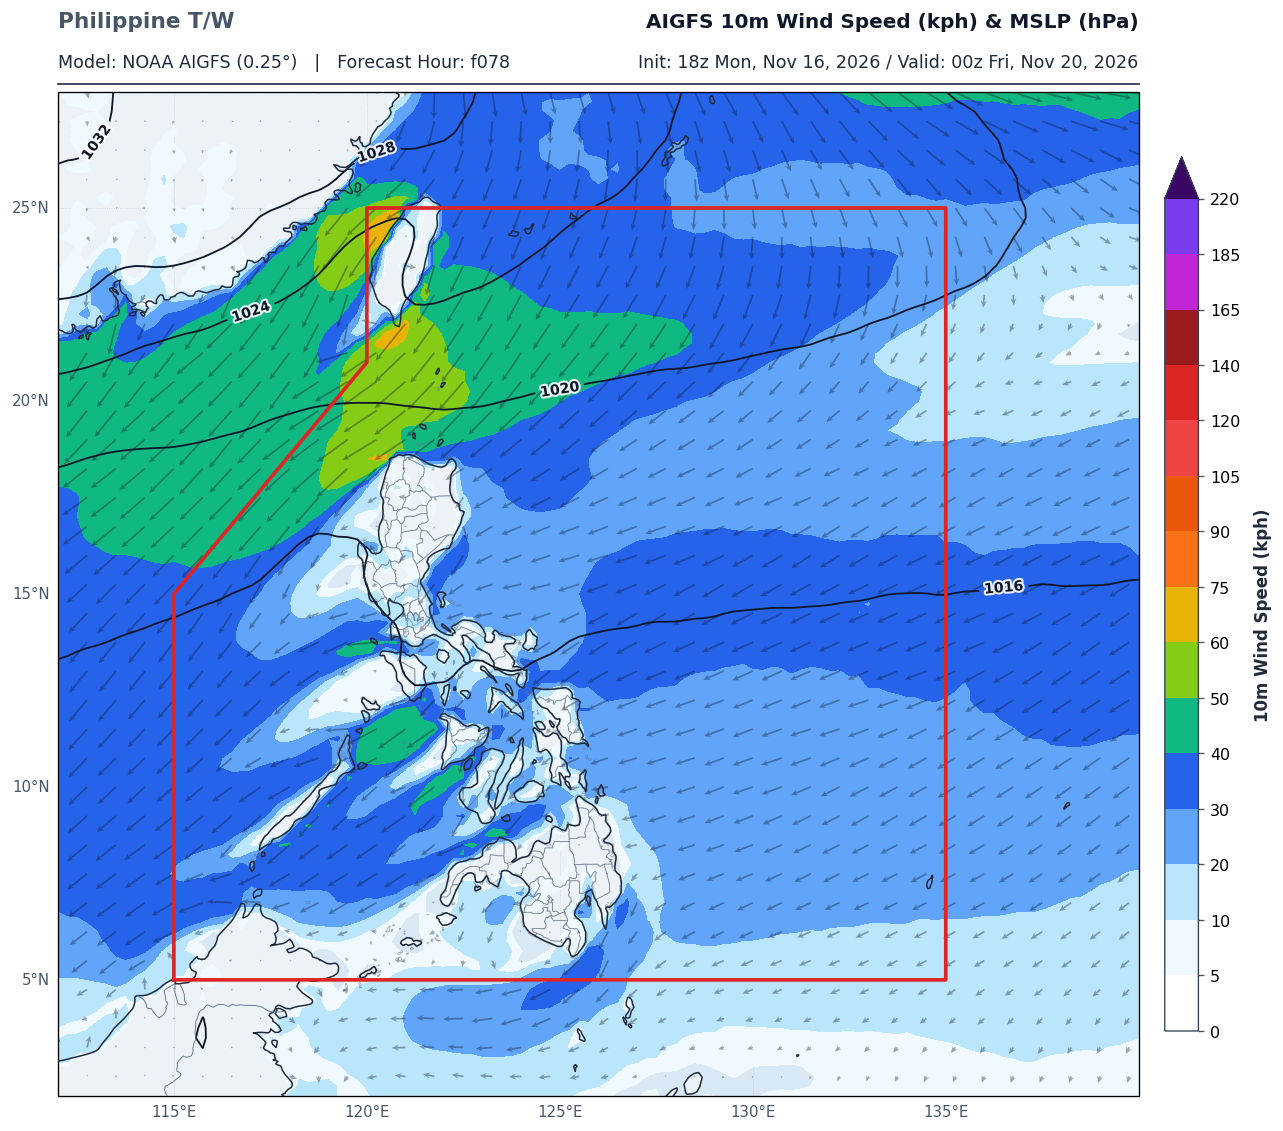 Philippine T/W
AIGFS 10m Wind Speed (kph) & MSLP (hPa)
Model: NOAA AIGFS (0.25°)   |   Forecast Hour: f078
Init: 18z Mon, Nov 16, 2026 / Valid: 00z Fri, Nov 20, 2026
1032
1028
1024
1020
1016
25°N
20°N
15°N
10°N
5°N
115°E
120°E
125°E
130°E
135°E
220
185
165
140
120
105
90
75
60
50
40
30
20
10
5
0
10m Wind Speed (kph)